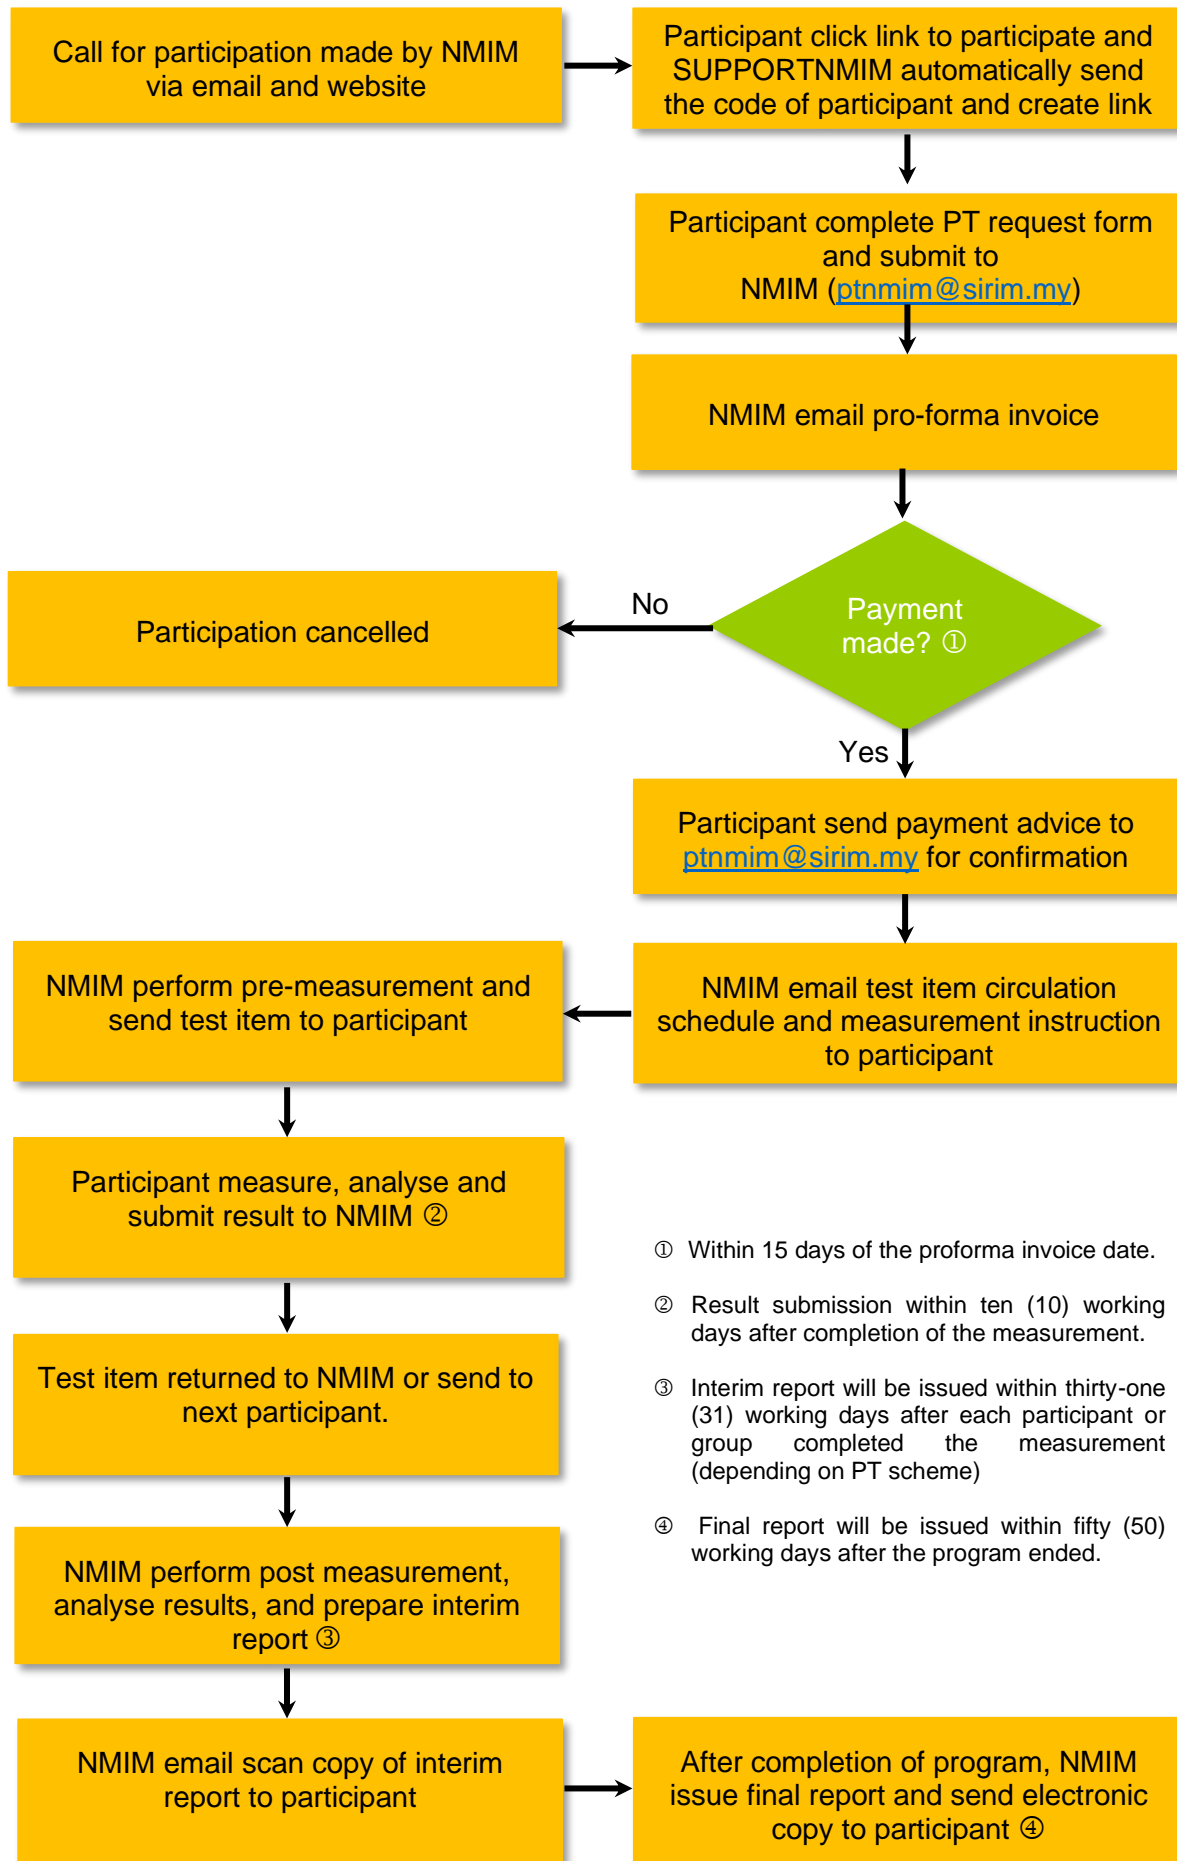 Call for participation made by NMIM
via email and website
Participant click link to participate and
SUPPORTNMIM automatically send
the code of participant and create link
Participant complete PT request form
and submit to
NMIM (ptnmim@sirim.my)
NMIM email pro-forma invoice
Payment
made? ①
No
Participation cancelled
Yes
Participant send payment advice to
ptnmim@sirim.my for confirmation
NMIM email test item circulation
schedule and measurement instruction
to participant
NMIM perform pre-measurement and
send test item to participant
Participant measure, analyse and
submit result to NMIM ②
Test item returned to NMIM or send to
next participant.
NMIM perform post measurement,
analyse results, and prepare interim
report ③
NMIM email scan copy of interim
report to participant
After completion of program, NMIM
issue final report and send electronic
copy to participant ④
① Within 15 days of the proforma invoice date.
② Result submission within ten (10) working
days after completion of the measurement.
③ Interim report will be issued within thirty-one
(31) working days after each participant or
group completed the measurement
(depending on PT scheme)
④ Final report will be issued within fifty (50)
working days after the program ended.